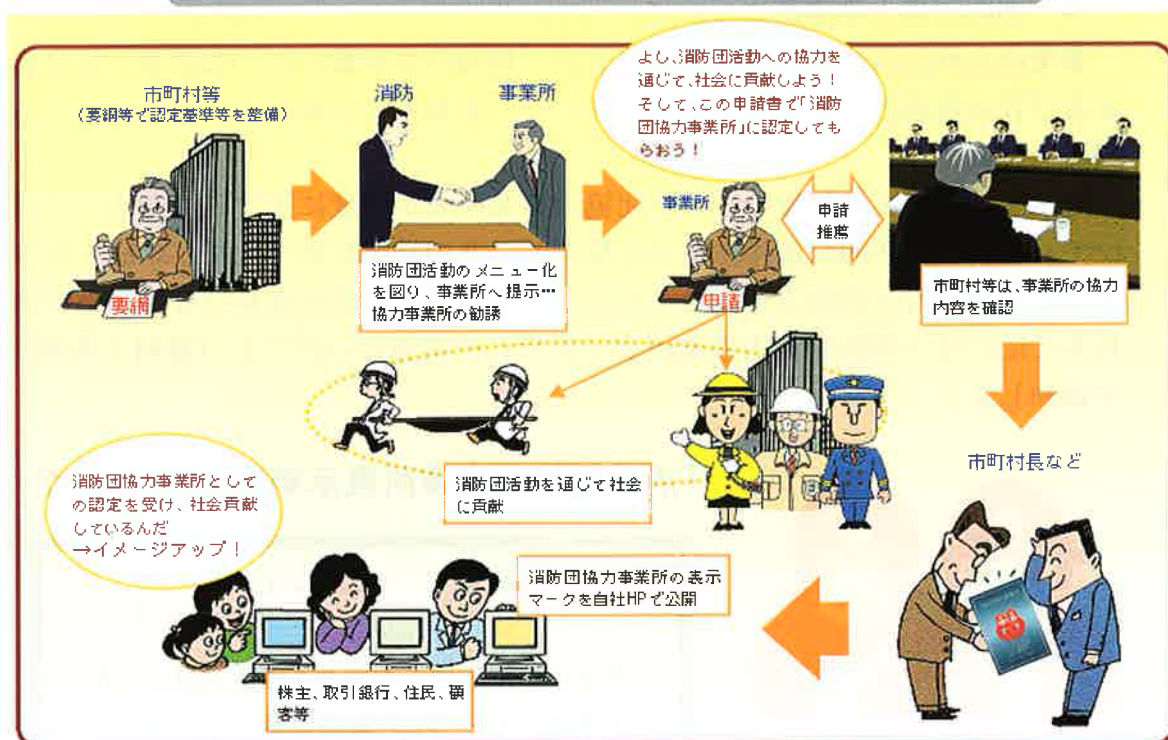 市町村等
(要綱等で認定基準等を整備)
要綱
消防
事業所
消防団活動のメニュー化
を図り、事業所へ提示…
協力事業所の勧誘
よし、消防団活動への協力を
通じて、社会に貢献しよう!
そして、この申請書で「消防
団協力事業所」に認定しても
らおう!
事業所
申請
申請
推薦
市町村等は、事業所の協力
内容を確認
消防団活動を通じて社会
に貢献
市町村長など
消防団協力事業所の表示
マークを自社HPで公開
消防団協力事業所として
の認定を受け、社会貢献
しているんだ
→イメージアップ!
株主、取引銀行、住民、顧
客等